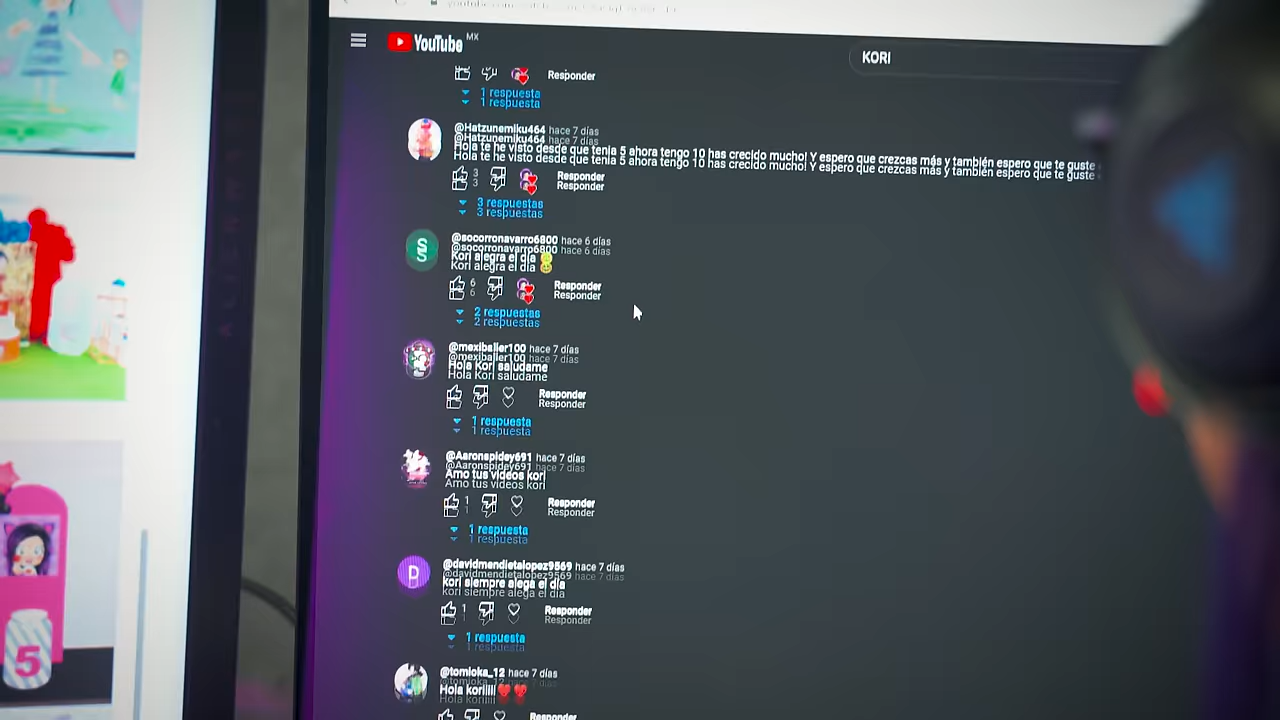 YouTube MX
KORI
Responder
1 respuesta
@Hatzunemiku464 hace 7 días
Hola te he visto desde que tenia 5 ahora tengo 10 has crecido mucho! Y espero que crezcas más y también espero que te guste
3 Responder
3 respuestas
@socorronavarro6800 hace 6 días
Kori alegra el día 😊
6 Responder
2 respuestas
@mexiballer100 hace 7 días
Hola Kori saludame
Responder
1 respuesta
@Aaronspidey691 hace 7 días
Amo tus videos kori
1 Responder
1 respuesta
D
@davidmendietalopez9569 hace 7 días
kori siempre alega el día
1 Responder
1 respuesta
@tomioka_12 hace 7 días
Hola koriiiii❤️❤️
Responder
S
5